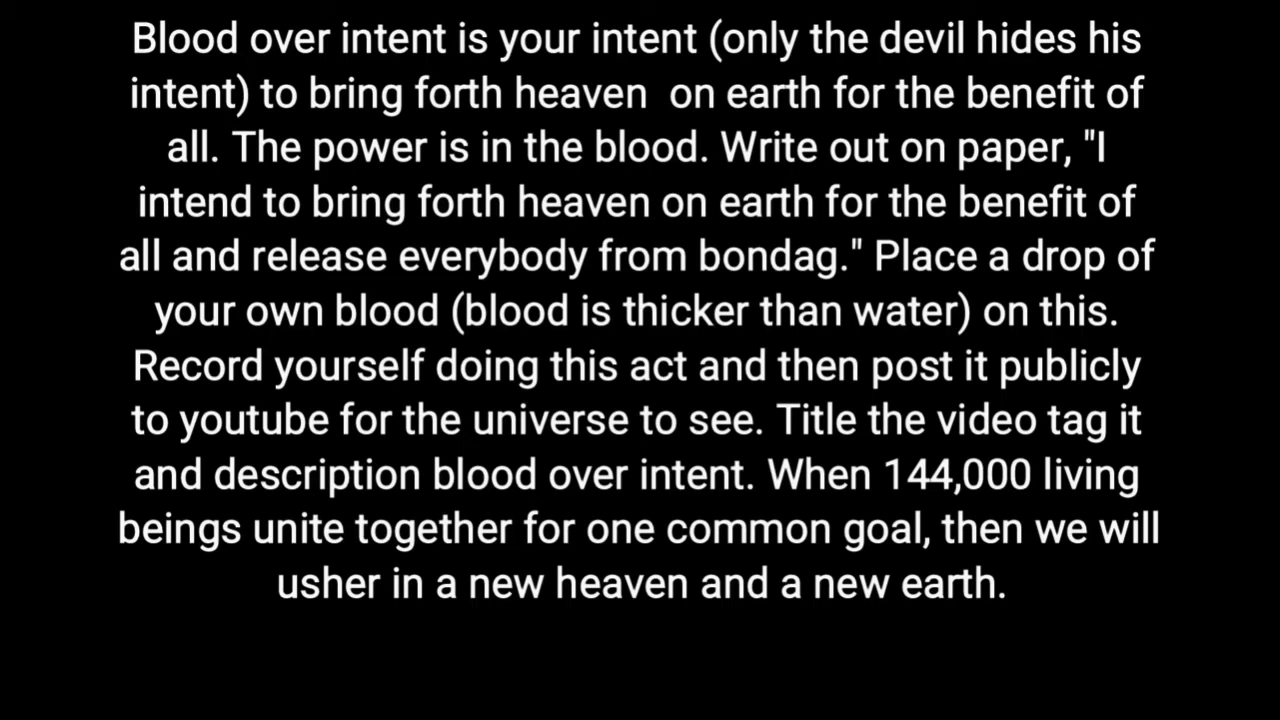 Blood over intent is your intent (only the devil hides his
intent) to bring forth heaven  on earth for the benefit of
all. The power is in the blood. Write out on paper, "I
intend to bring forth heaven on earth for the benefit of
all and release everybody from bondag." Place a drop of
your own blood (blood is thicker than water) on this.
Record yourself doing this act and then post it publicly
to youtube for the universe to see. Title the video tag it
and description blood over intent. When 144,000 living
beings unite together for one common goal, then we will
usher in a new heaven and a new earth.